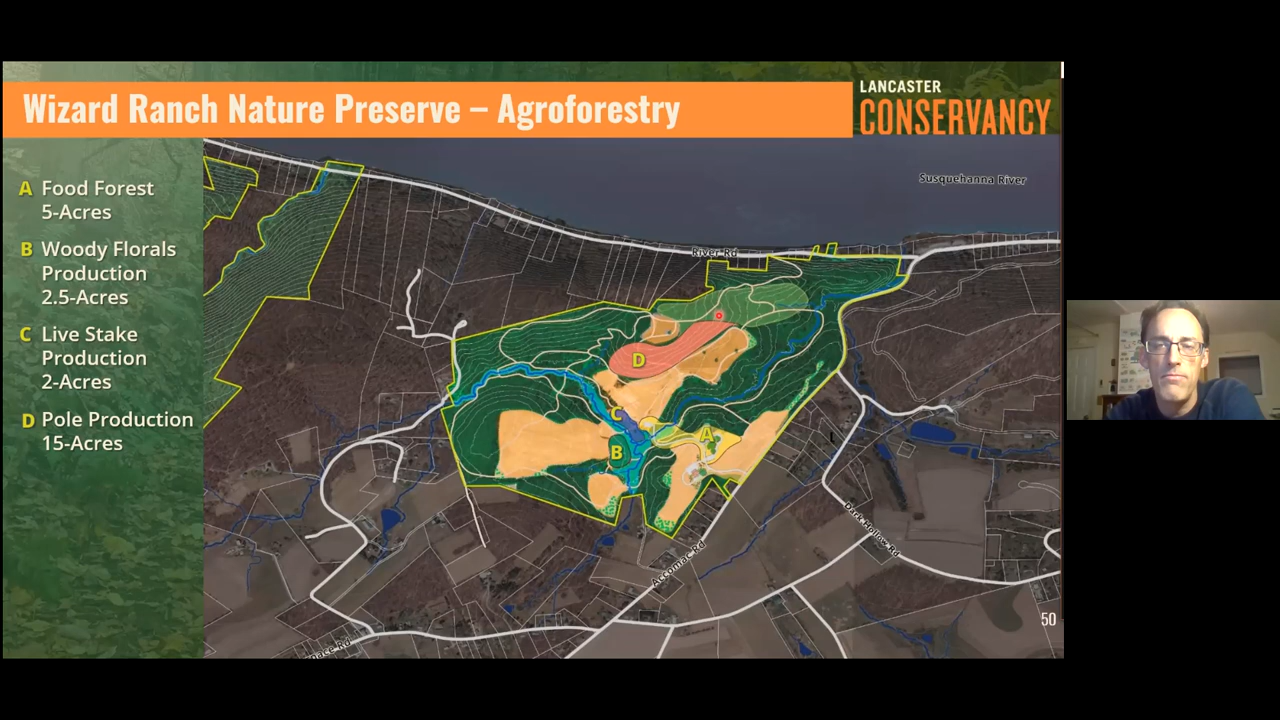 Wizard Ranch Nature Preserve – Agroforestry
LANCASTER
CONSERVANCY
A Food Forest
5-Acres
B Woody Florals
Production
2.5-Acres
C Live Stake
Production
2-Acres
D Pole Production
15-Acres
Susquehanna River
River Rd
D
C
A
B
Dark Hollow Rd
Accomac Rd
50
Rd